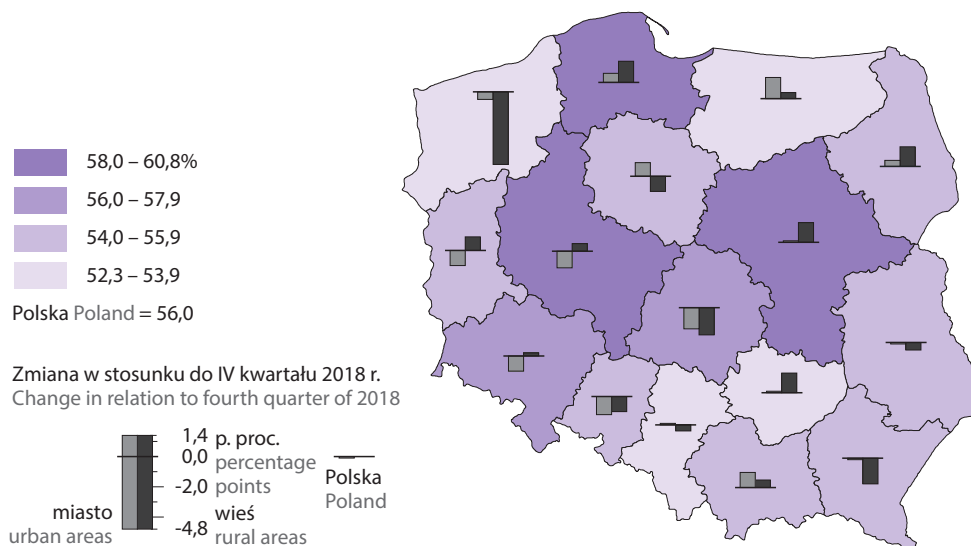 58,0 – 60,8%
56,0 – 57,9
54,0 – 55,9
52,3 – 53,9
Polska Poland = 56,0
Zmiana w stosunku do IV kwartału 2018 r.
Change in relation to fourth quarter of 2018
1,4 p. proc.
0,0 percentage
-2,0 points
-4,8
miasto
urban areas
wieś
rural areas
Polska
Poland